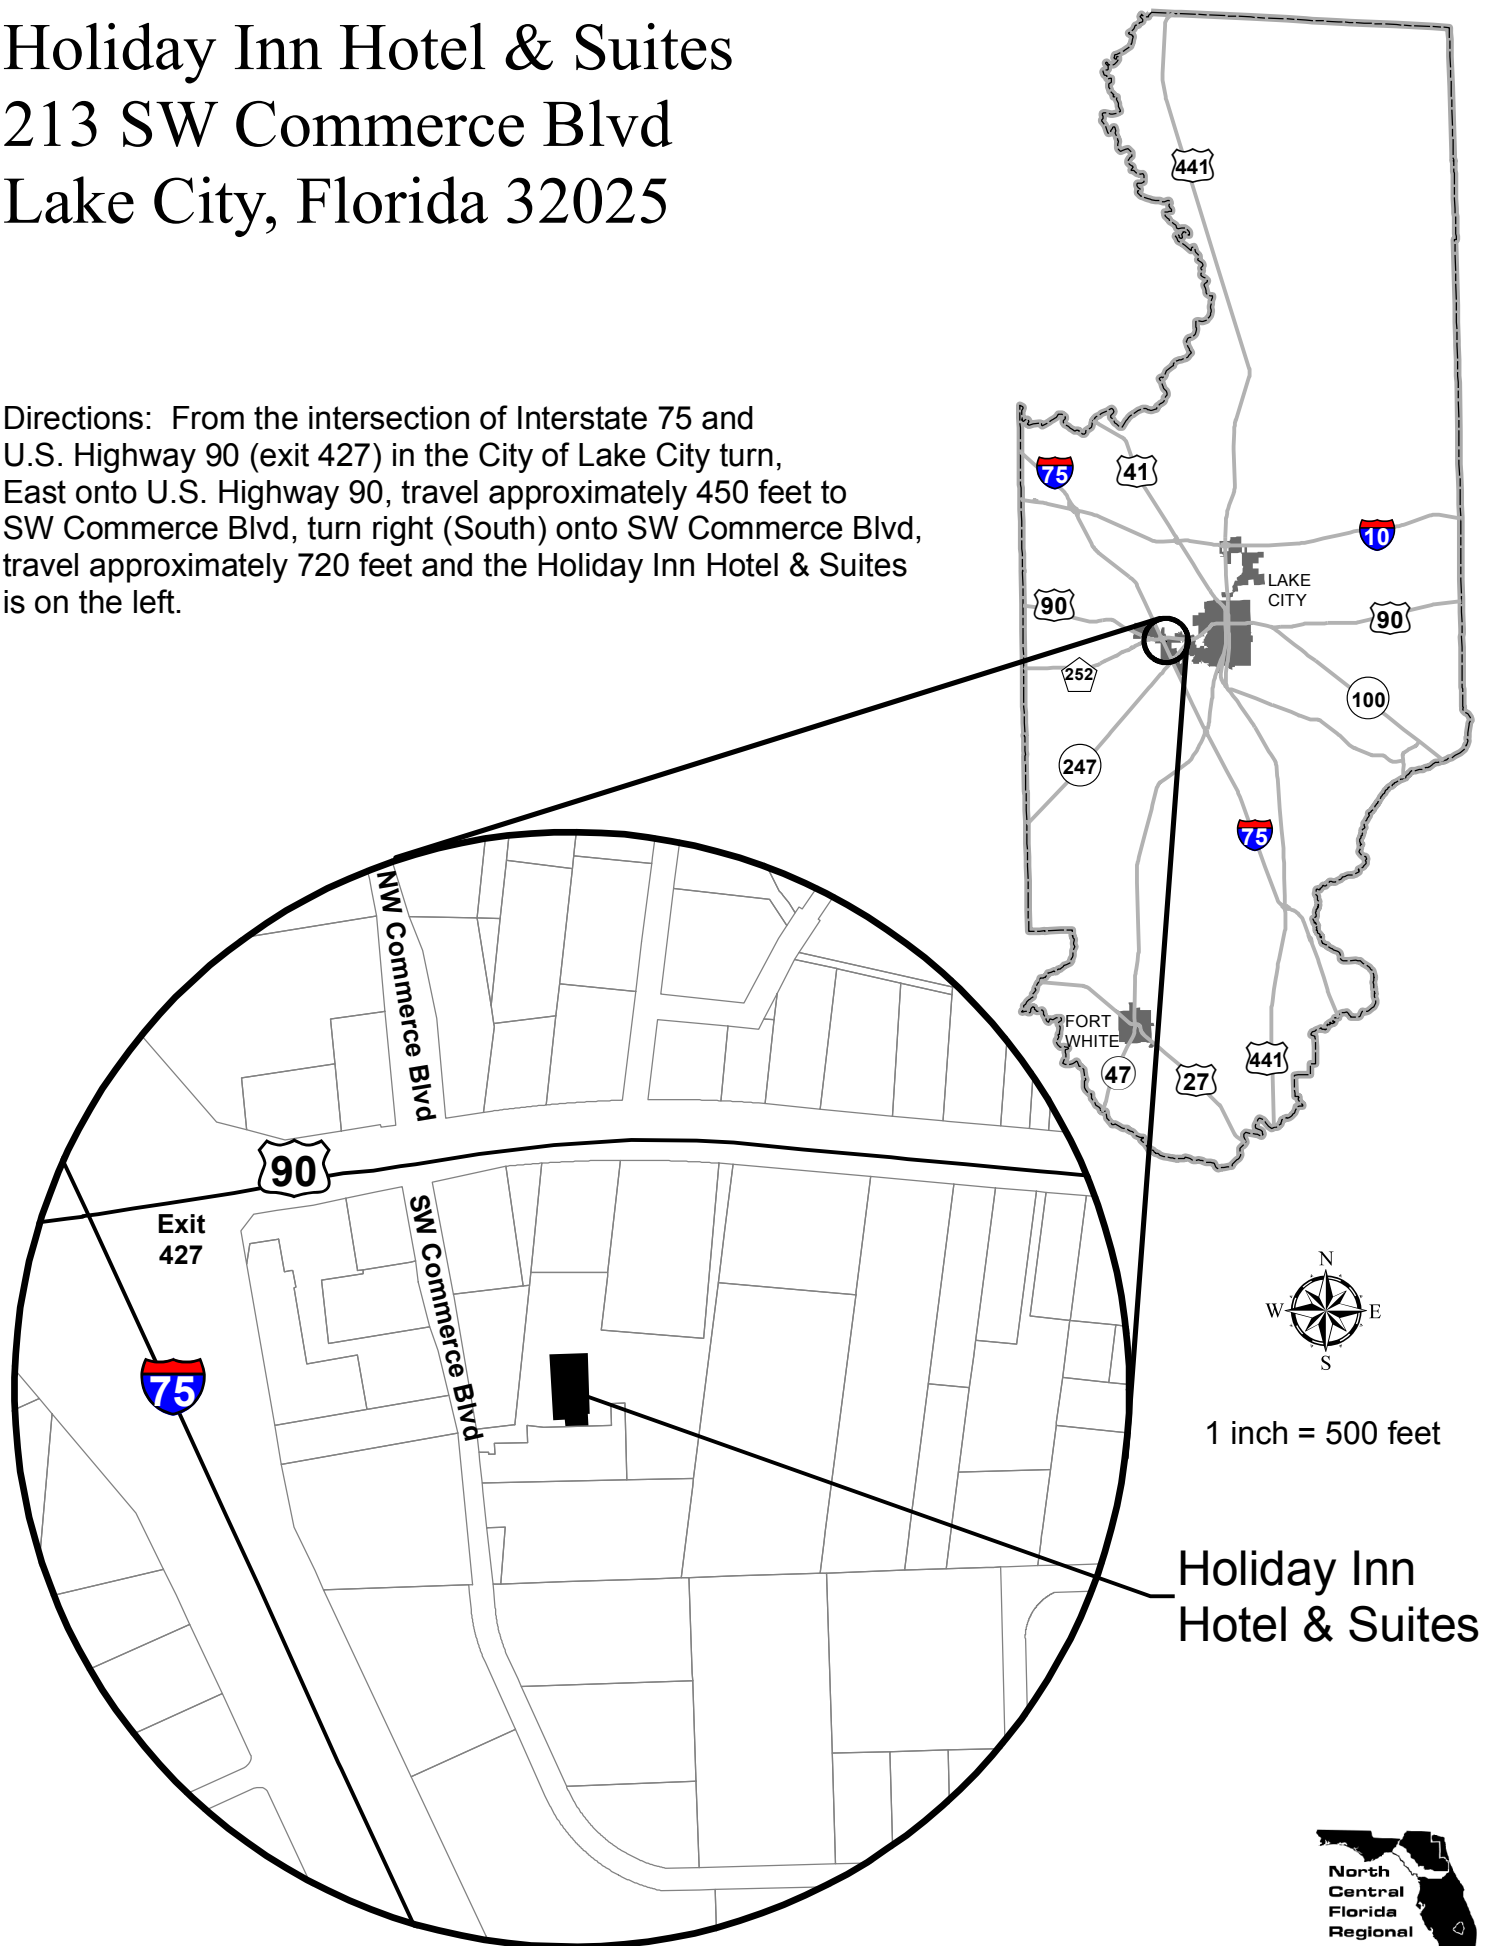 Holiday Inn Hotel & Suites
213 SW Commerce Blvd
Lake City, Florida 32025
Directions: From the intersection of Interstate 75 and
U.S. Highway 90 (exit 427) in the City of Lake City turn,
East onto U.S. Highway 90, travel approximately 450 feet to
SW Commerce Blvd, turn right (South) onto SW Commerce Blvd,
travel approximately 720 feet and the Holiday Inn Hotel & Suites
is on the left.
441
75
41
10
LAKE
CITY
90
90
252
100
247
75
FORT
WHITE
47
27
441
NW Commerce Blvd
90
Exit
427
SW Commerce Blvd
75
N
W
E
S
1 inch = 500 feet
Holiday Inn
Hotel & Suites
North
Central
Florida
Regional